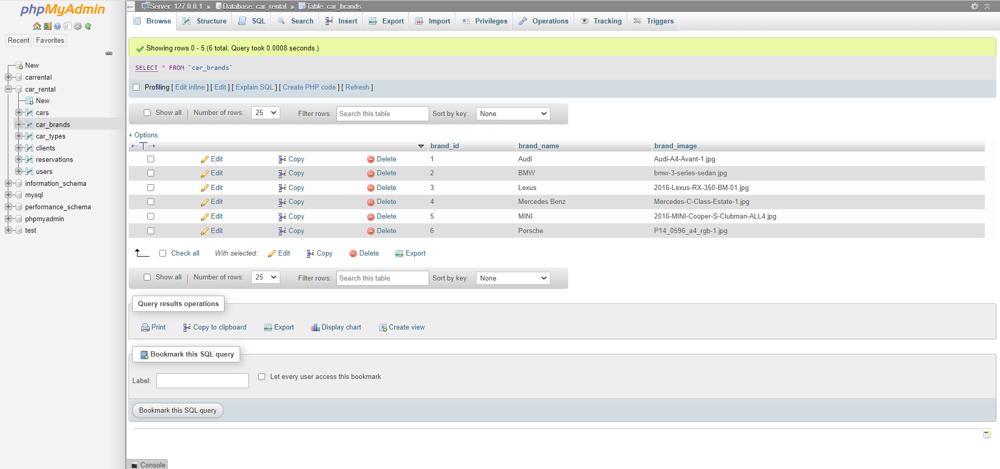 phpMyAdmin
Recent Favorites
New
carrental
car_rental
New
cars
car_brands
car_types
clients
reservations
users
information_schema
mysql
performance_schema
phpmyadmin
test
Server: 127.0.0.1 » Database: car_rental » Table: car_brands
Browse Structure SQL Search Insert Export Import Privileges Operations Tracking Triggers
Showing rows 0 - 5 (6 total, Query took 0.0008 seconds.)
SELECT * FROM `car_brands`
Profiling [ Edit inline ] [ Edit ] [ Explain SQL ] [ Create PHP code ] [ Refresh ]
Show all Number of rows: 25 Filter rows: Search this table Sort by key: None
+ Options
brand_id brand_name brand_image
Edit Copy Delete 1 Audi Audi-A4-Avant-1.jpg
Edit Copy Delete 2 BMW bmw-3-series-sedan.jpg
Edit Copy Delete 3 Lexus 2016-Lexus-RX-350-BM-01.jpg
Edit Copy Delete 4 Mercedes Benz Mercedes-C-Class-Estate-1.jpg
Edit Copy Delete 5 MINI 2016-MINI-Cooper-S-Clubman-ALL4.jpg
Edit Copy Delete 6 Porsche P14_0596_a4_rgb-1.jpg
Check all With selected: Edit Copy Delete Export
Show all Number of rows: 25 Filter rows: Search this table Sort by key: None
Query results operations
Print Copy to clipboard Export Display chart Create view
Bookmark this SQL query
Label: Let every user access this bookmark
Bookmark this SQL query
Console